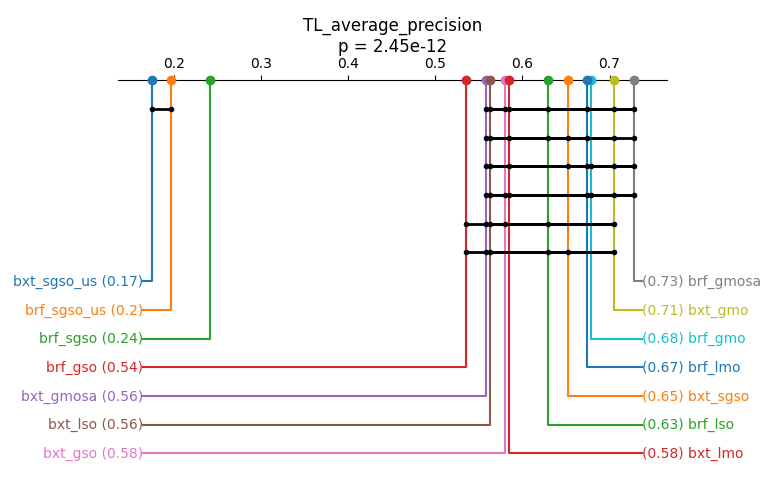 TL_average_precision
p = 2.45e-12
0.2 0.3 0.4 0.5 0.6 0.7
bxt_sgso_us (0.17) (0.73) brf_gmosa
brf_sgso_us (0.2) (0.71) bxt_gmo
brf_sgso (0.24) (0.68) brf_gmo
brf_gso (0.54) (0.67) brf_lmo
bxt_gmosa (0.56) (0.65) bxt_sgso
bxt_lso (0.56) (0.63) brf_lso
bxt_gso (0.58) (0.58) bxt_lmo